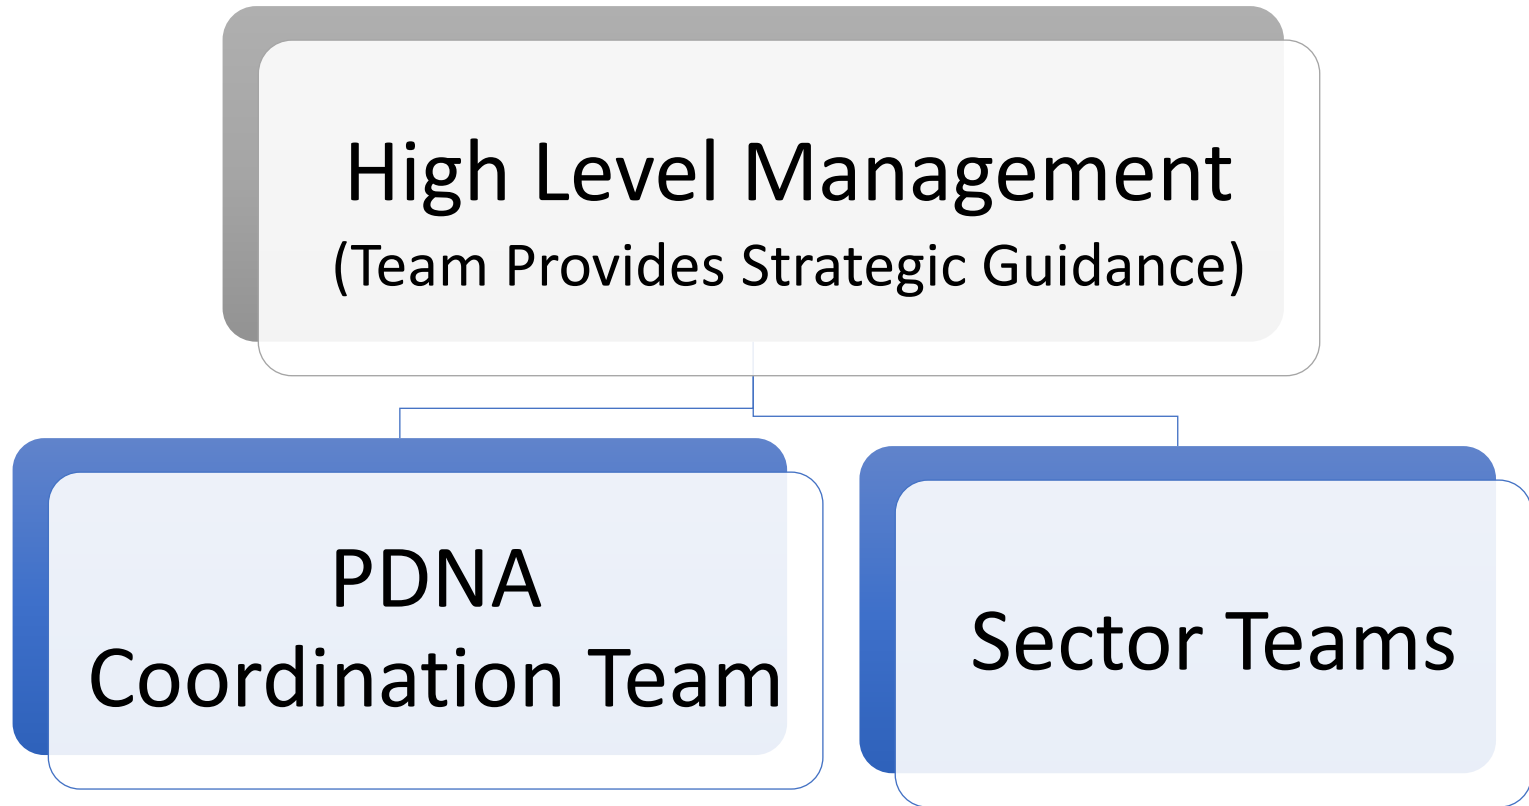 High Level Management
(Team Provides Strategic Guidance)
PDNA
Coordination Team
Sector Teams